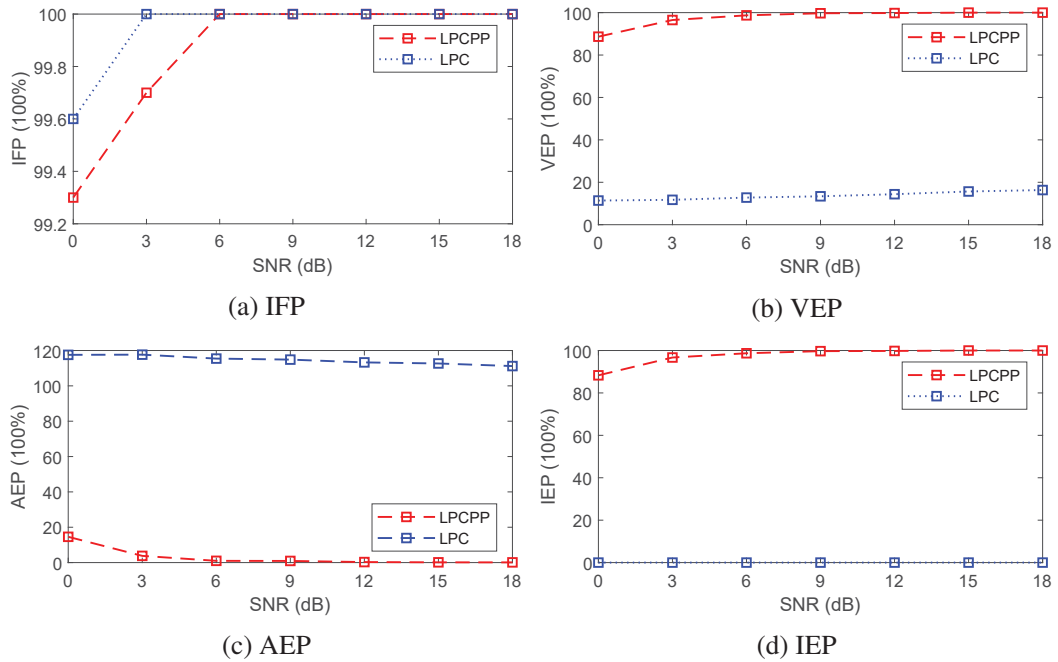 IFP (100%)
100
99.8
99.6
99.4
99.2
LPCPP
LPC
0 3 6 9 12 15 18
SNR (dB)
(a) IFP
VEP (100%)
100
80
60
40
20
0
LPCPP
LPC
0 3 6 9 12 15 18
SNR (dB)
(b) VEP
AEP (100%)
120
100
80
60
40
20
0
LPCPP
LPC
0 3 6 9 12 15 18
SNR (dB)
(c) AEP
IEP (100%)
100
80
60
40
20
0
LPCPP
LPC
0 3 6 9 12 15 18
SNR (dB)
(d) IEP